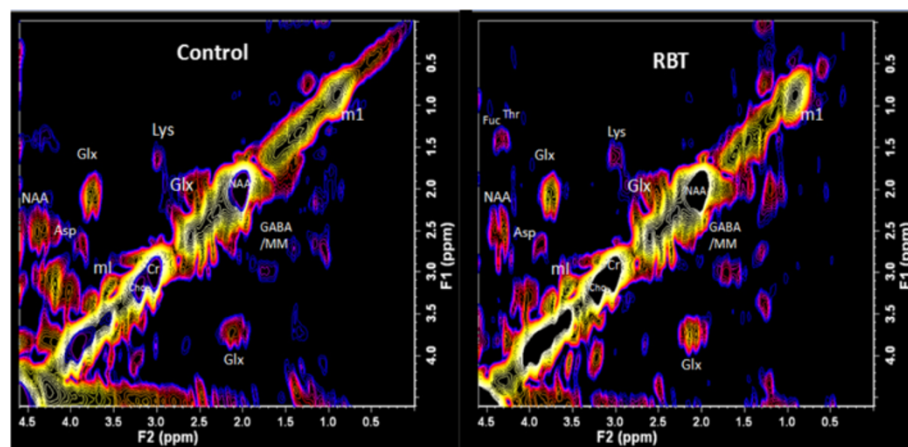 Control
m1
Lys
Glx
Glx
NAA
NAA
Asp
GABA
/MM
mI
Cr
Cho
Glx
4.5 4.0 3.5 3.0 2.5 2.0 1.5 1.0 0.5
F2 (ppm)
0.5
1.0
1.5
2.0
2.5
3.0
3.5
4.0
F1 (ppm)
RBT
m1
Fuc Thr
Lys
Glx
Glx
NAA
NAA
Asp
GABA
/MM
mI
Cr
Cho
Glx
4.5 4.0 3.5 3.0 2.5 2.0 1.5 1.0 0.5
F2 (ppm)
0.5
1.0
1.5
2.0
2.5
3.0
3.5
4.0
F1 (ppm)